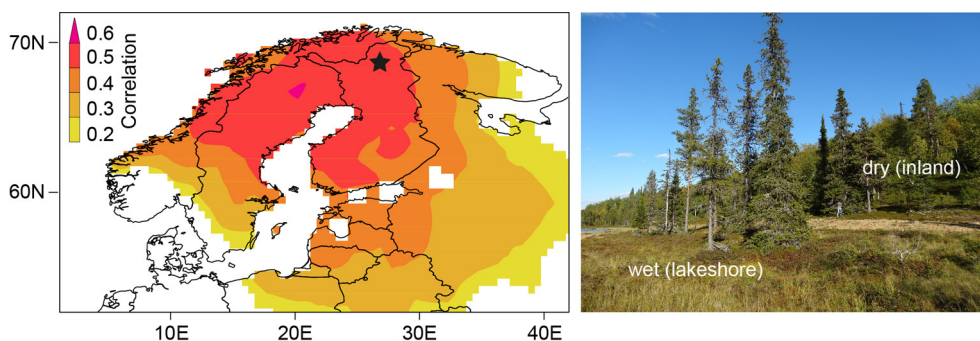 70N
60N
0.6
0.5
0.4
0.3
0.2
Correlation
10E
20E
30E
40E
dry (inland)
wet (lakeshore)